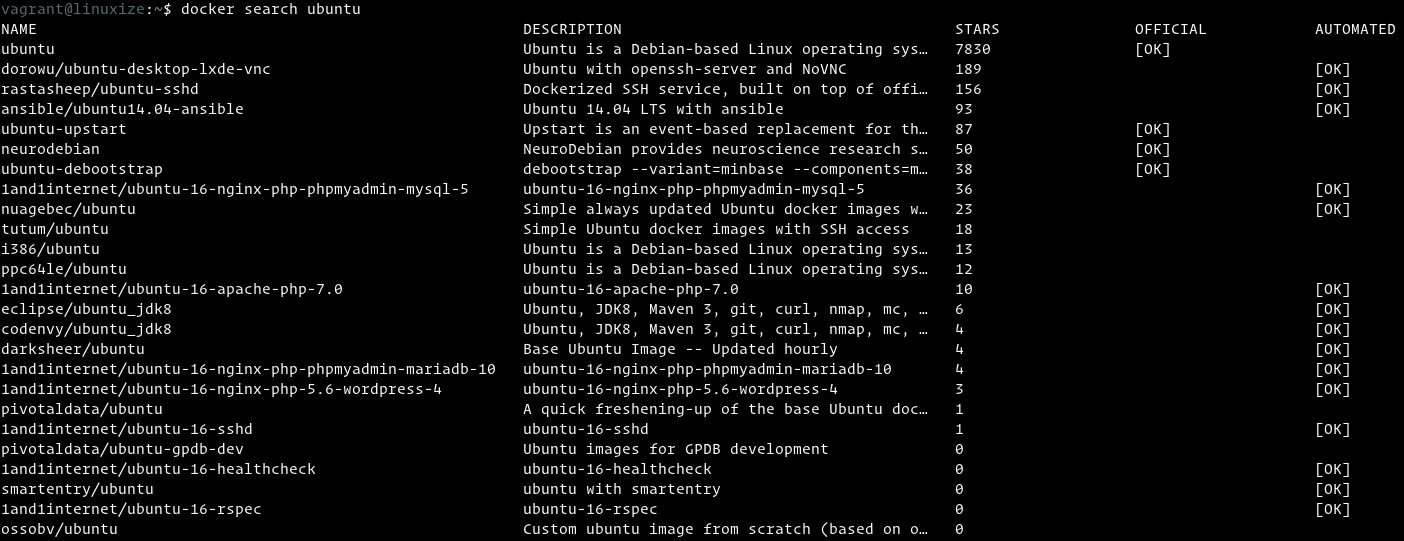 vagrant@linuxize:~$ docker search ubuntu
NAME DESCRIPTION STARS OFFICIAL AUTOMATED
ubuntu Ubuntu is a Debian-based Linux operating sys… 7830 [OK]
dorowu/ubuntu-desktop-lxde-vnc Ubuntu with openssh-server and NoVNC 189 [OK]
rastasheep/ubuntu-sshd Dockerized SSH service, built on top of offi… 156 [OK]
ansible/ubuntu14.04-ansible Ubuntu 14.04 LTS with ansible 93 [OK]
ubuntu-upstart Upstart is an event-based replacement for th… 87 [OK]
neurodebian NeuroDebian provides neuroscience research s… 50 [OK]
ubuntu-debootstrap debootstrap --variant=minbase --components=m… 38 [OK]
1and1internet/ubuntu-16-nginx-php-phpmyadmin-mysql-5 ubuntu-16-nginx-php-phpmyadmin-mysql-5 36 [OK]
nuagebec/ubuntu Simple always updated Ubuntu docker images w… 23 [OK]
tutum/ubuntu Simple Ubuntu docker images with SSH access 18
i386/ubuntu Ubuntu is a Debian-based Linux operating sys… 13
ppc64le/ubuntu Ubuntu is a Debian-based Linux operating sys… 12
1and1internet/ubuntu-16-apache-php-7.0 ubuntu-16-apache-php-7.0 10 [OK]
eclipse/ubuntu_jdk8 Ubuntu, JDK8, Maven 3, git, curl, nmap, mc, … 6 [OK]
codenvy/ubuntu_jdk8 Ubuntu, JDK8, Maven 3, git, curl, nmap, mc, … 4 [OK]
darksheer/ubuntu Base Ubuntu Image -- Updated hourly 4 [OK]
1and1internet/ubuntu-16-nginx-php-phpmyadmin-mariadb-10 ubuntu-16-nginx-php-phpmyadmin-mariadb-10 4 [OK]
1and1internet/ubuntu-16-nginx-php-5.6-wordpress-4 ubuntu-16-nginx-php-5.6-wordpress-4 3 [OK]
pivotaldata/ubuntu A quick freshening-up of the base Ubuntu doc… 1
1and1internet/ubuntu-16-sshd ubuntu-16-sshd 1 [OK]
pivotaldata/ubuntu-gpdb-dev Ubuntu images for GPDB development 0
1and1internet/ubuntu-16-healthcheck ubuntu-16-healthcheck 0 [OK]
smartentry/ubuntu ubuntu with smartentry 0 [OK]
1and1internet/ubuntu-16-rspec ubuntu-16-rspec 0 [OK]
ossobv/ubuntu Custom ubuntu image from scratch (based on o… 0